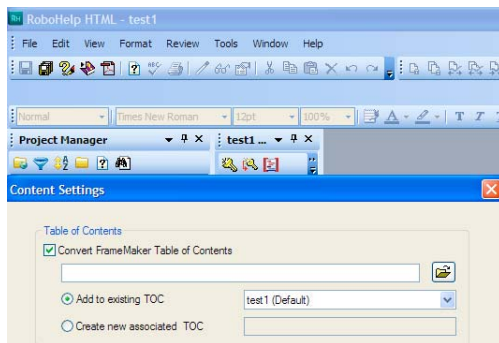 RoboHelp HTML - test1
File Edit View Format Review Tools Window Help
Normal Times New Roman 12pt 100%
Project Manager test1 ...
Content Settings
Table of Contents
Convert FrameMaker Table of Contents
Add to existing TOC test1 (Default)
Create new associated TOC